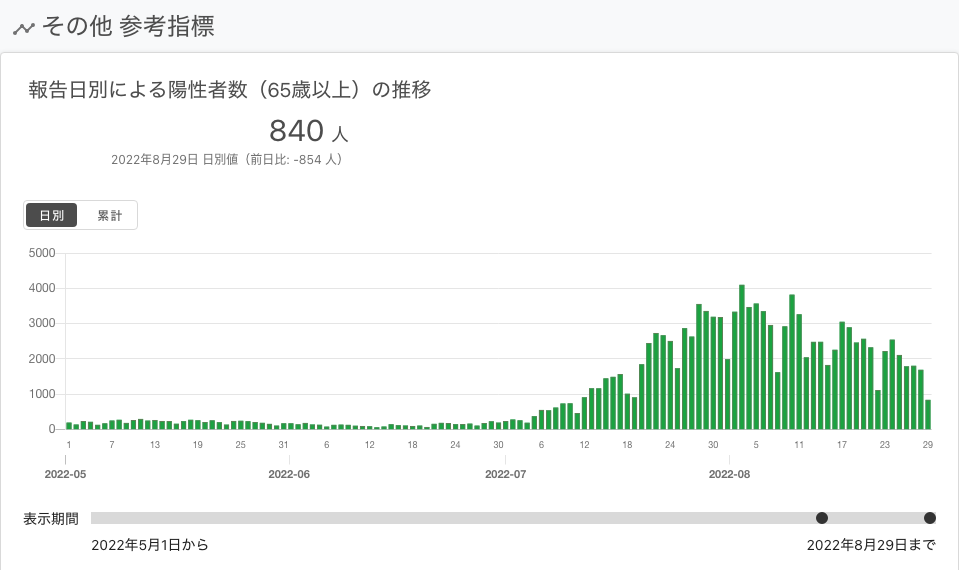 その他 参考指標
報告日別による陽性者数（65歳以上）の推移
840 人
2022年8月29日 日別値（前日比: -854 人）
日別 累計
5000
4000
3000
2000
1000
0
1 7 13 19 25 31 6 12 18 24 30 6 12 18 24 30 5 11 17 23 29
2022-05 2022-06 2022-07 2022-08
表示期間
2022年5月1日から 2022年8月29日まで